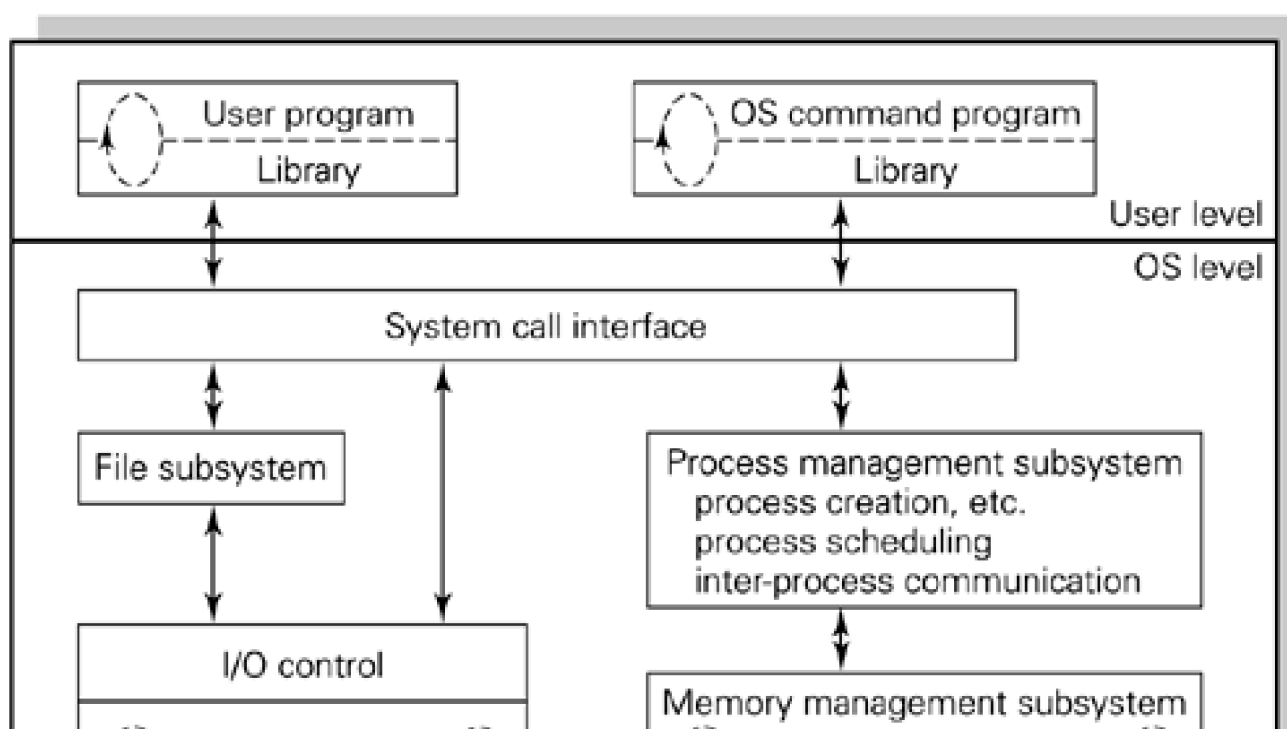 User program
Library
OS command program
Library
User level
OS level
System call interface
File subsystem
Process management subsystem
process creation, etc.
process scheduling
inter-process communication
I/O control
Memory management subsystem